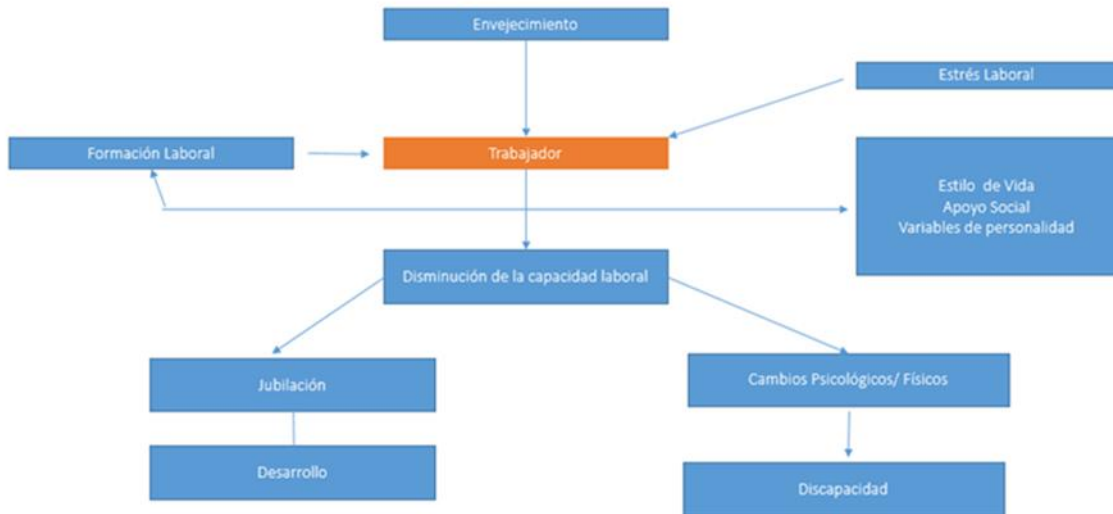 Envejecimiento
Estrés Laboral
Formación Laboral
Trabajador
Estilo de Vida
Apoyo Social
Variables de personalidad
Disminución de la capacidad laboral
Jubilación
Cambios Psicológicos/ Físicos
Desarrollo
Discapacidad